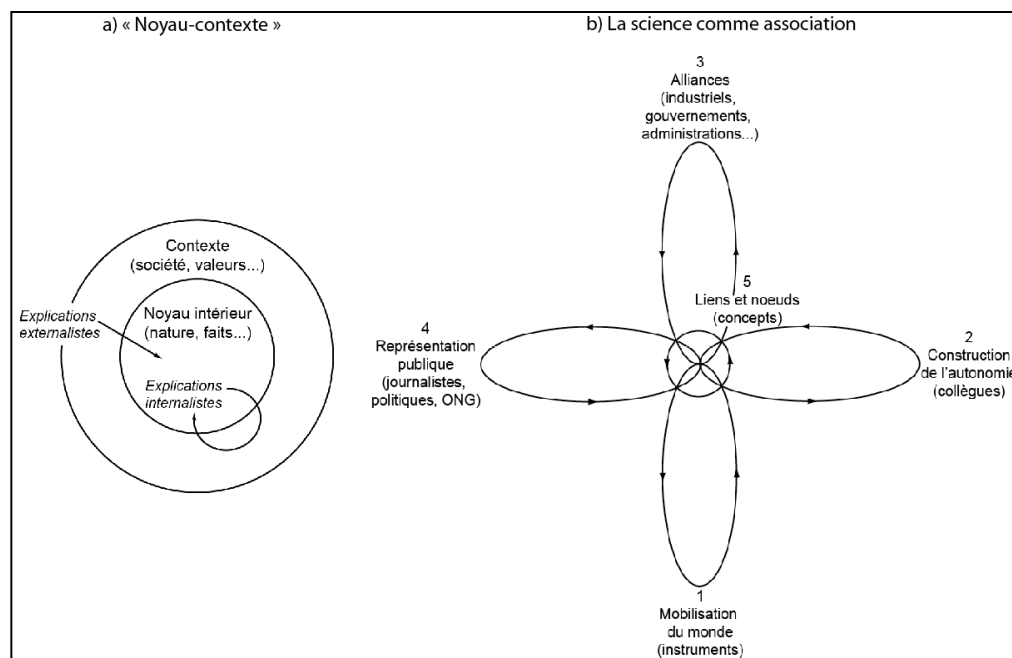 a) « Noyau-contexte »
Contexte
(société, valeurs...)
Explications
externalistes
Noyau intérieur
(nature, faits...)
Explications
internalistes
b) La science comme association
3
Alliances
(industriels,
gouvernements,
administrations...)
5
Liens et noeuds
(concepts)
4
Représentation
publique
(journalistes,
politiques, ONG)
2
Construction
de l'autonomie
(collègues)
1
Mobilisation
du monde
(instruments)